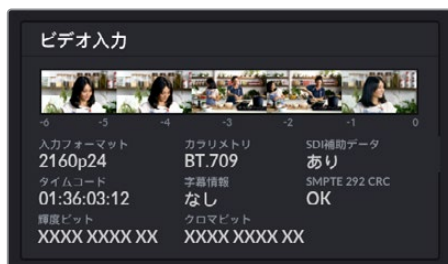 ビデオ入力
-6 -5 -4 -3 -2 -1 0
入力フォーマット カラリメトリ SDI補助データ
2160p24 BT.709 あり
タイムコード 字幕情報 SMPTE 292 CRC
01:36:03:12 なし OK
輝度ビット クロマビット
XXXX XXXX XX XXXX XXXX XX